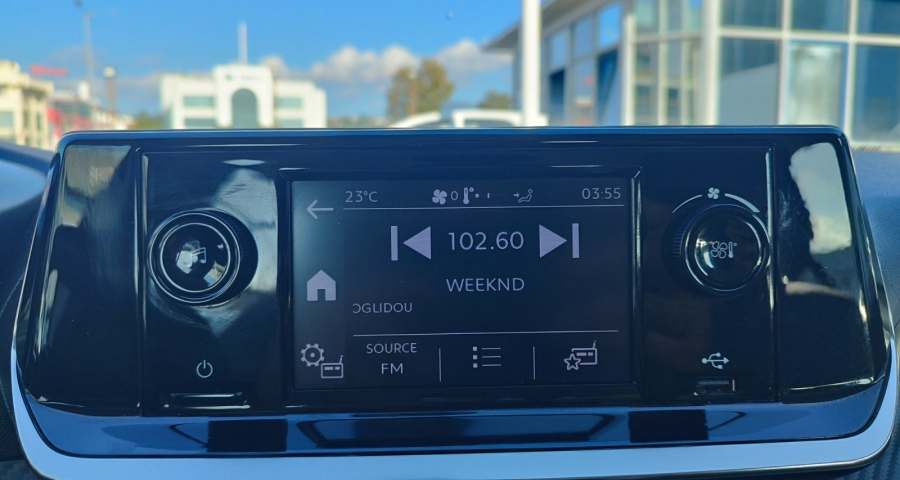 23°C 0 03:55
102.60
WEEKND
OGLIDOU
SOURCE
FM